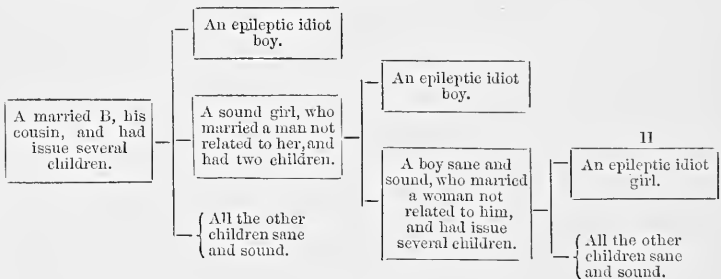 An epileptic idiot
boy.
A married B, his
cousin, and had
issue several
children.
A sound girl, who
married a man not
related to her, and
had two children.
All the other
children sane
and sound.
An epileptic idiot
boy.
A boy sane and
sound, who married
a woman not
related to him,
and had issue
several children.
11
An epileptic idiot
girl.
All the other
children sane
and sound.